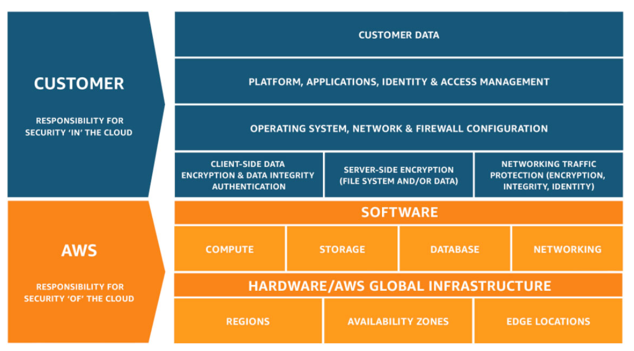 CUSTOMER
RESPONSIBILITY FOR
SECURITY ‘IN’ THE CLOUD
CUSTOMER DATA
PLATFORM, APPLICATIONS, IDENTITY & ACCESS MANAGEMENT
OPERATING SYSTEM, NETWORK & FIREWALL CONFIGURATION
CLIENT-SIDE DATA
ENCRYPTION & DATA INTEGRITY
AUTHENTICATION
SERVER-SIDE ENCRYPTION
(FILE SYSTEM AND/OR DATA)
NETWORKING TRAFFIC
PROTECTION (ENCRYPTION,
INTEGRITY, IDENTITY)
AWS
RESPONSIBILITY FOR
SECURITY ‘OF’ THE CLOUD
SOFTWARE
COMPUTE
STORAGE
DATABASE
NETWORKING
HARDWARE/AWS GLOBAL INFRASTRUCTURE
REGIONS
AVAILABILITY ZONES
EDGE LOCATIONS